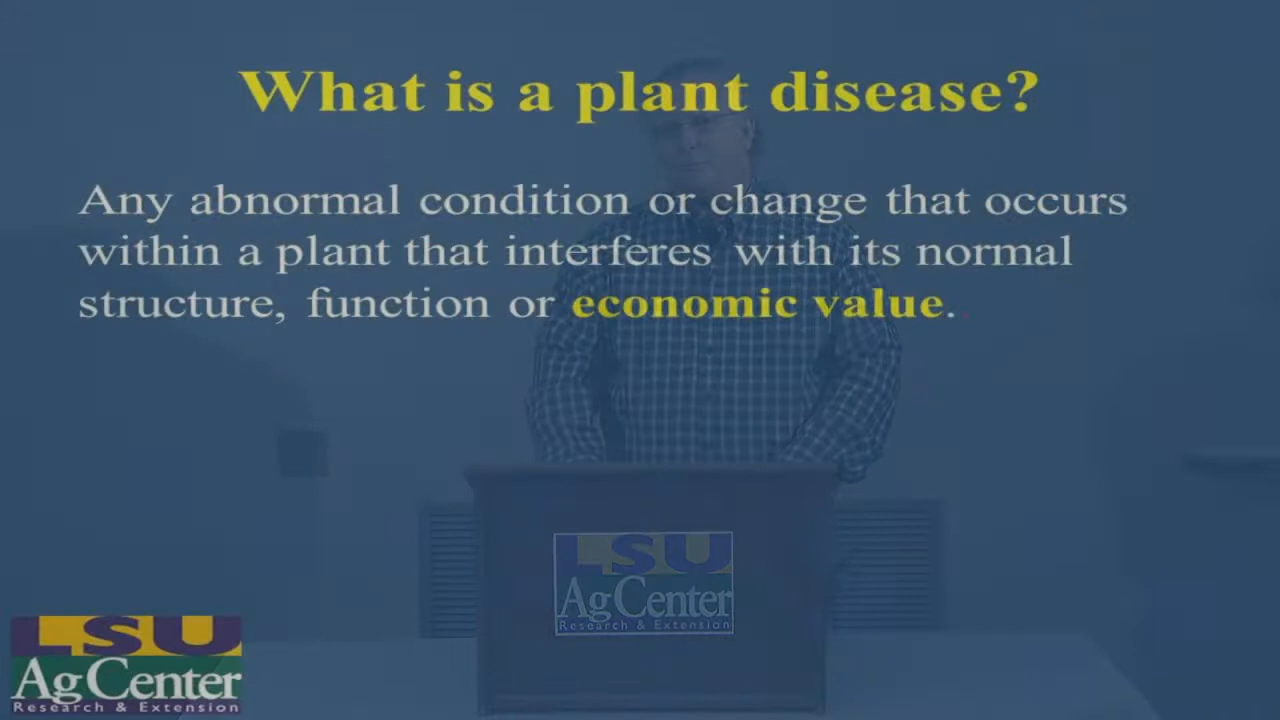 What is a plant disease?
Any abnormal condition or change that occurs
within a plant that interferes with its normal
structure, function or economic value.
LSU
AgCenter
Research & Extension
LSU
AgCenter
Research & Extension